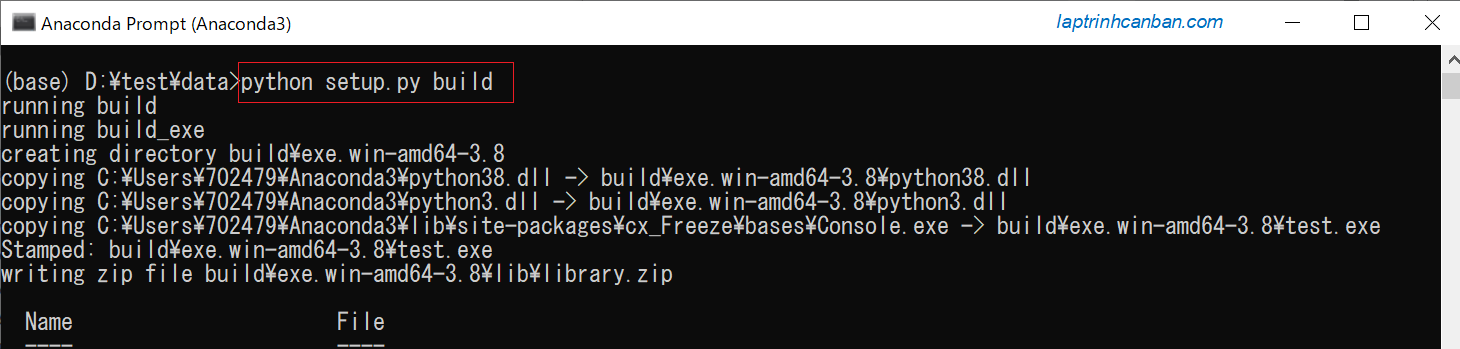 Anaconda Prompt (Anaconda3)
laptrinhcanban.com
(base) D:¥test¥data>python setup.py build
running build
running build_exe
creating directory build¥exe.win-amd64-3.8
copying C:¥Users¥702479¥Anaconda3¥python38.dll -> build¥exe.win-amd64-3.8¥python38.dll
copying C:¥Users¥702479¥Anaconda3¥python3.dll -> build¥exe.win-amd64-3.8¥python3.dll
copying C:¥Users¥702479¥Anaconda3¥lib¥site-packages¥cx_Freeze¥bases¥Console.exe -> build¥exe.win-amd64-3.8¥test.exe
Stamped: build¥exe.win-amd64-3.8¥test.exe
writing zip file build¥exe.win-amd64-3.8¥lib¥library.zip
Name File
---- ----